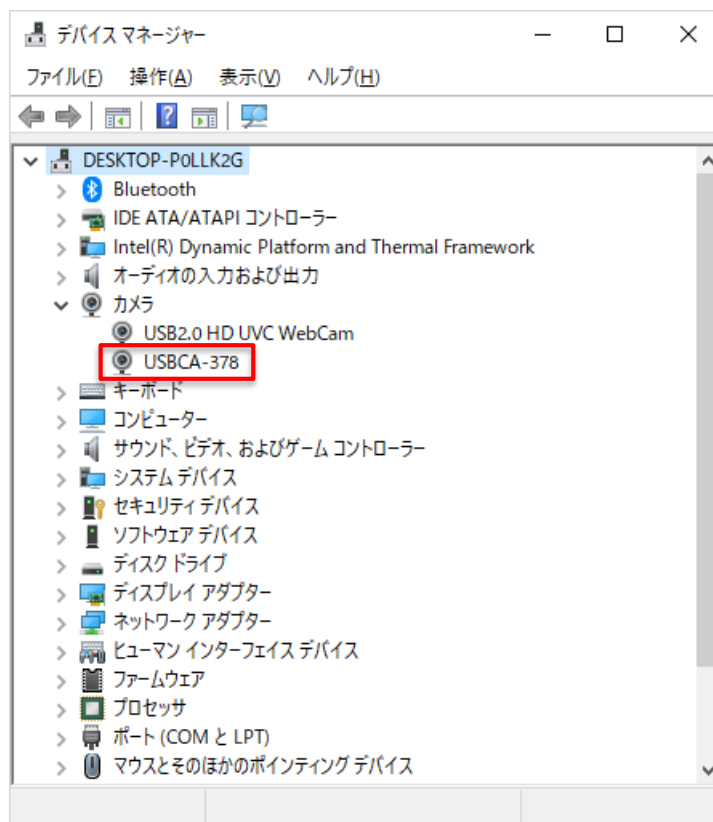 デバイス マネージャー
ファイル(F) 操作(A) 表示(V) ヘルプ(H)
DESKTOP-P0LLK2G
Bluetooth
IDE ATA/ATAPI コントローラー
Intel(R) Dynamic Platform and Thermal Framework
オーディオの入力および出力
カメラ
USB2.0 HD UVC WebCam
USBCA-378
キーボード
コンピューター
サウンド、ビデオ、およびゲーム コントローラー
システム デバイス
セキュリティ デバイス
ソフトウェア デバイス
ディスク ドライブ
ディスプレイ アダプター
ネットワーク アダプター
ヒューマン インターフェイス デバイス
ファームウェア
プロセッサ
ポート (COM と LPT)
マウスとそのほかのポインティング デバイス